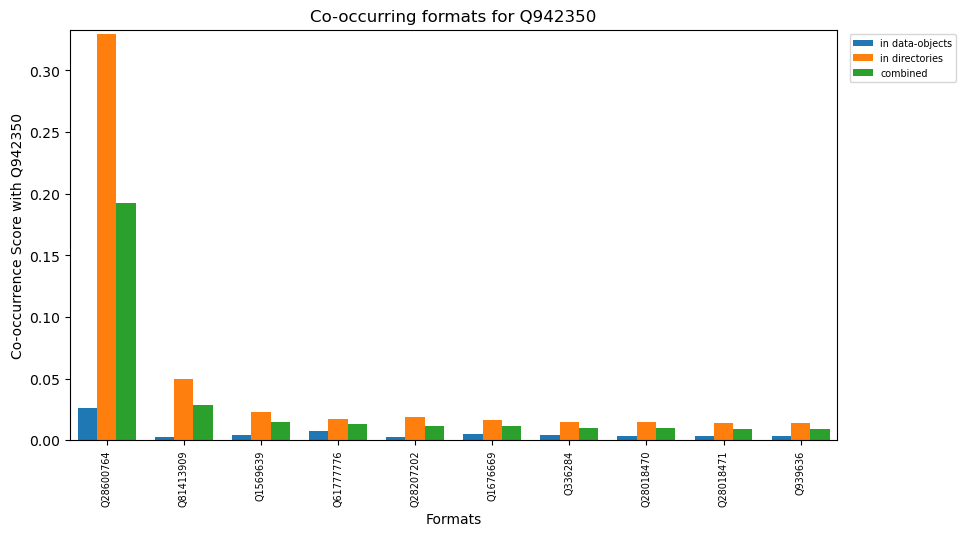 Co-occurring formats for Q942350
Co-occurrence Score with Q942350
0.30
0.25
0.20
0.15
0.10
0.05
0.00
Q28600764
Q81413909
Q1569639
Q61777776
Q28207202
Q1676669
Q336284
Q28018470
Q28018471
Q939636
Formats
in data-objects
in directories
combined